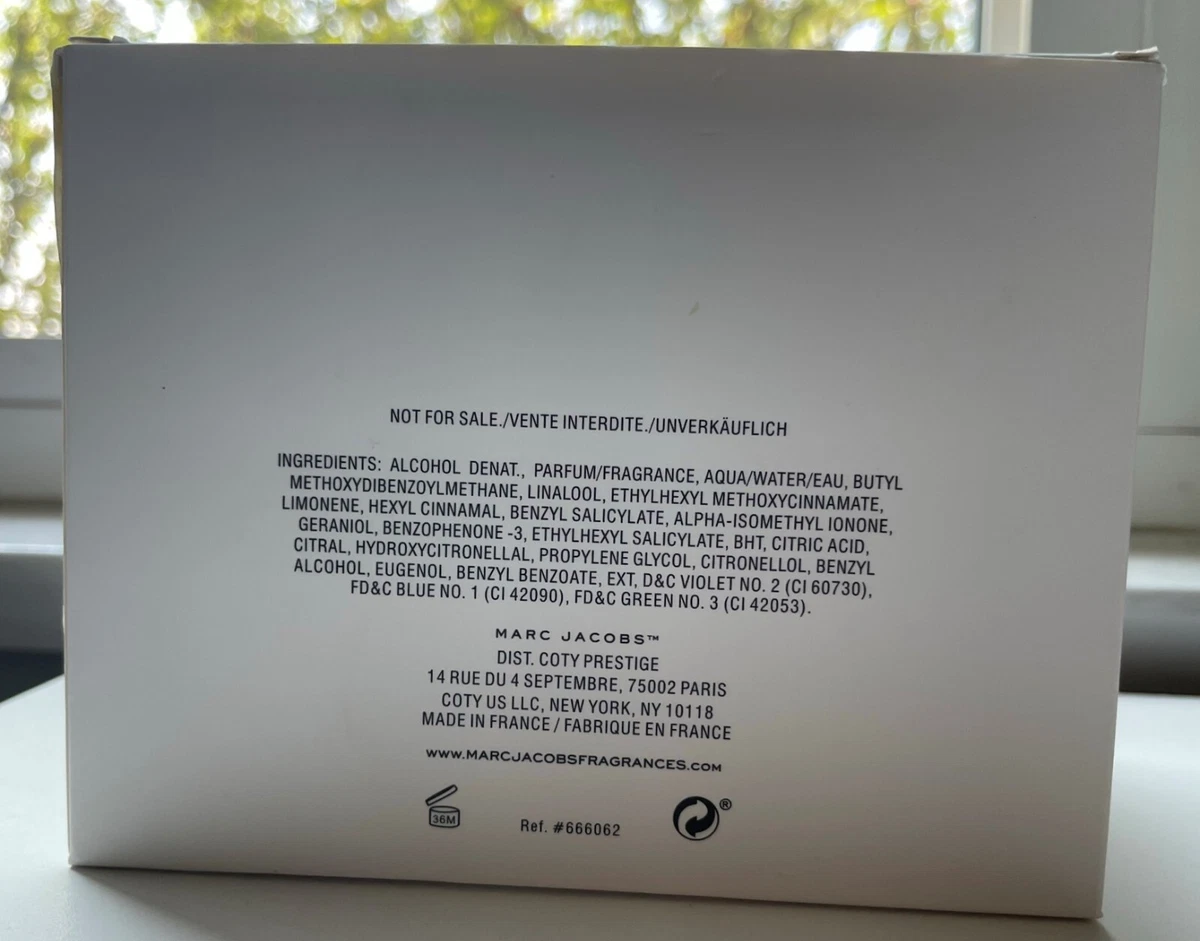 NOT FOR SALE./VENTE INTERDITE./UNVERKÄUFLICH
INGREDIENTS: ALCOHOL DENAT., PARFUM/FRAGRANCE, AQUA/WATER/EAU, BUTYL
METHOXYDIBENZOYLMETHANE, LINALOOL, ETHYLHEXYL METHOXYCINNAMATE,
LIMONENE, HEXYL CINNAMAL, BENZYL SALICYLATE, ALPHA-ISOMETHYL IONONE,
GERANIOL, BENZOPHENONE -3, ETHYLHEXYL SALICYLATE, BHT, CITRIC ACID,
CITRAL, HYDROXYCITRONELLAL, PROPYLENE GLYCOL, CITRONELLOL, BENZYL
ALCOHOL, EUGENOL, BENZYL BENZOATE, EXT, D&C VIOLET NO. 2 (CI 60730),
FD&C BLUE NO. 1 (CI 42090), FD&C GREEN NO. 3 (CI 42053).
MARC JACOBS™
DIST. COTY PRESTIGE
14 RUE DU 4 SEPTEMBRE, 75002 PARIS
COTY US LLC, NEW YORK, NY 10118
MADE IN FRANCE / FABRIQUE EN FRANCE
WWW.MARCJACOBSFRAGRANCES.COM
36M
Ref. #666062
®